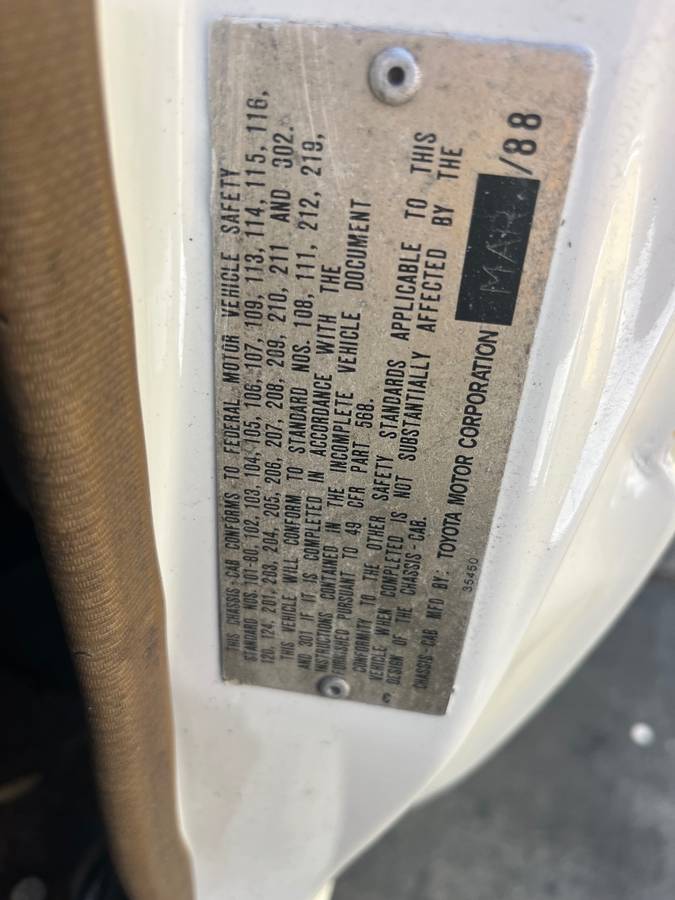 THIS CHASSIS-CAB CONFORMS TO FEDERAL MOTOR VEHICLE SAFETY
STANDARD NOS. 101-80, 102, 103, 104, 105, 106, 107, 109, 113, 114, 115, 116,
120, 124, 201, 203, 204, 205, 206, 207, 208, 209, 210, 211 AND 302.
THIS VEHICLE WILL CONFORM TO STANDARD NOS. 108, 111, 212, 219,
AND 301 IF IT IS COMPLETED IN ACCORDANCE WITH THE
INSTRUCTIONS CONTAINED IN THE INCOMPLETE VEHICLE DOCUMENT
FURNISHED PURSUANT TO 49 CFR PART 568.
CONFORMITY TO THE OTHER SAFETY STANDARDS APPLICABLE TO THIS
VEHICLE WHEN COMPLETED IS NOT SUBSTANTIALLY AFFECTED BY THE
DESIGN OF THE CHASSIS-CAB.
CHASSIS-CAB MFD BY: TOYOTA MOTOR CORPORATION MAR. /88
35450